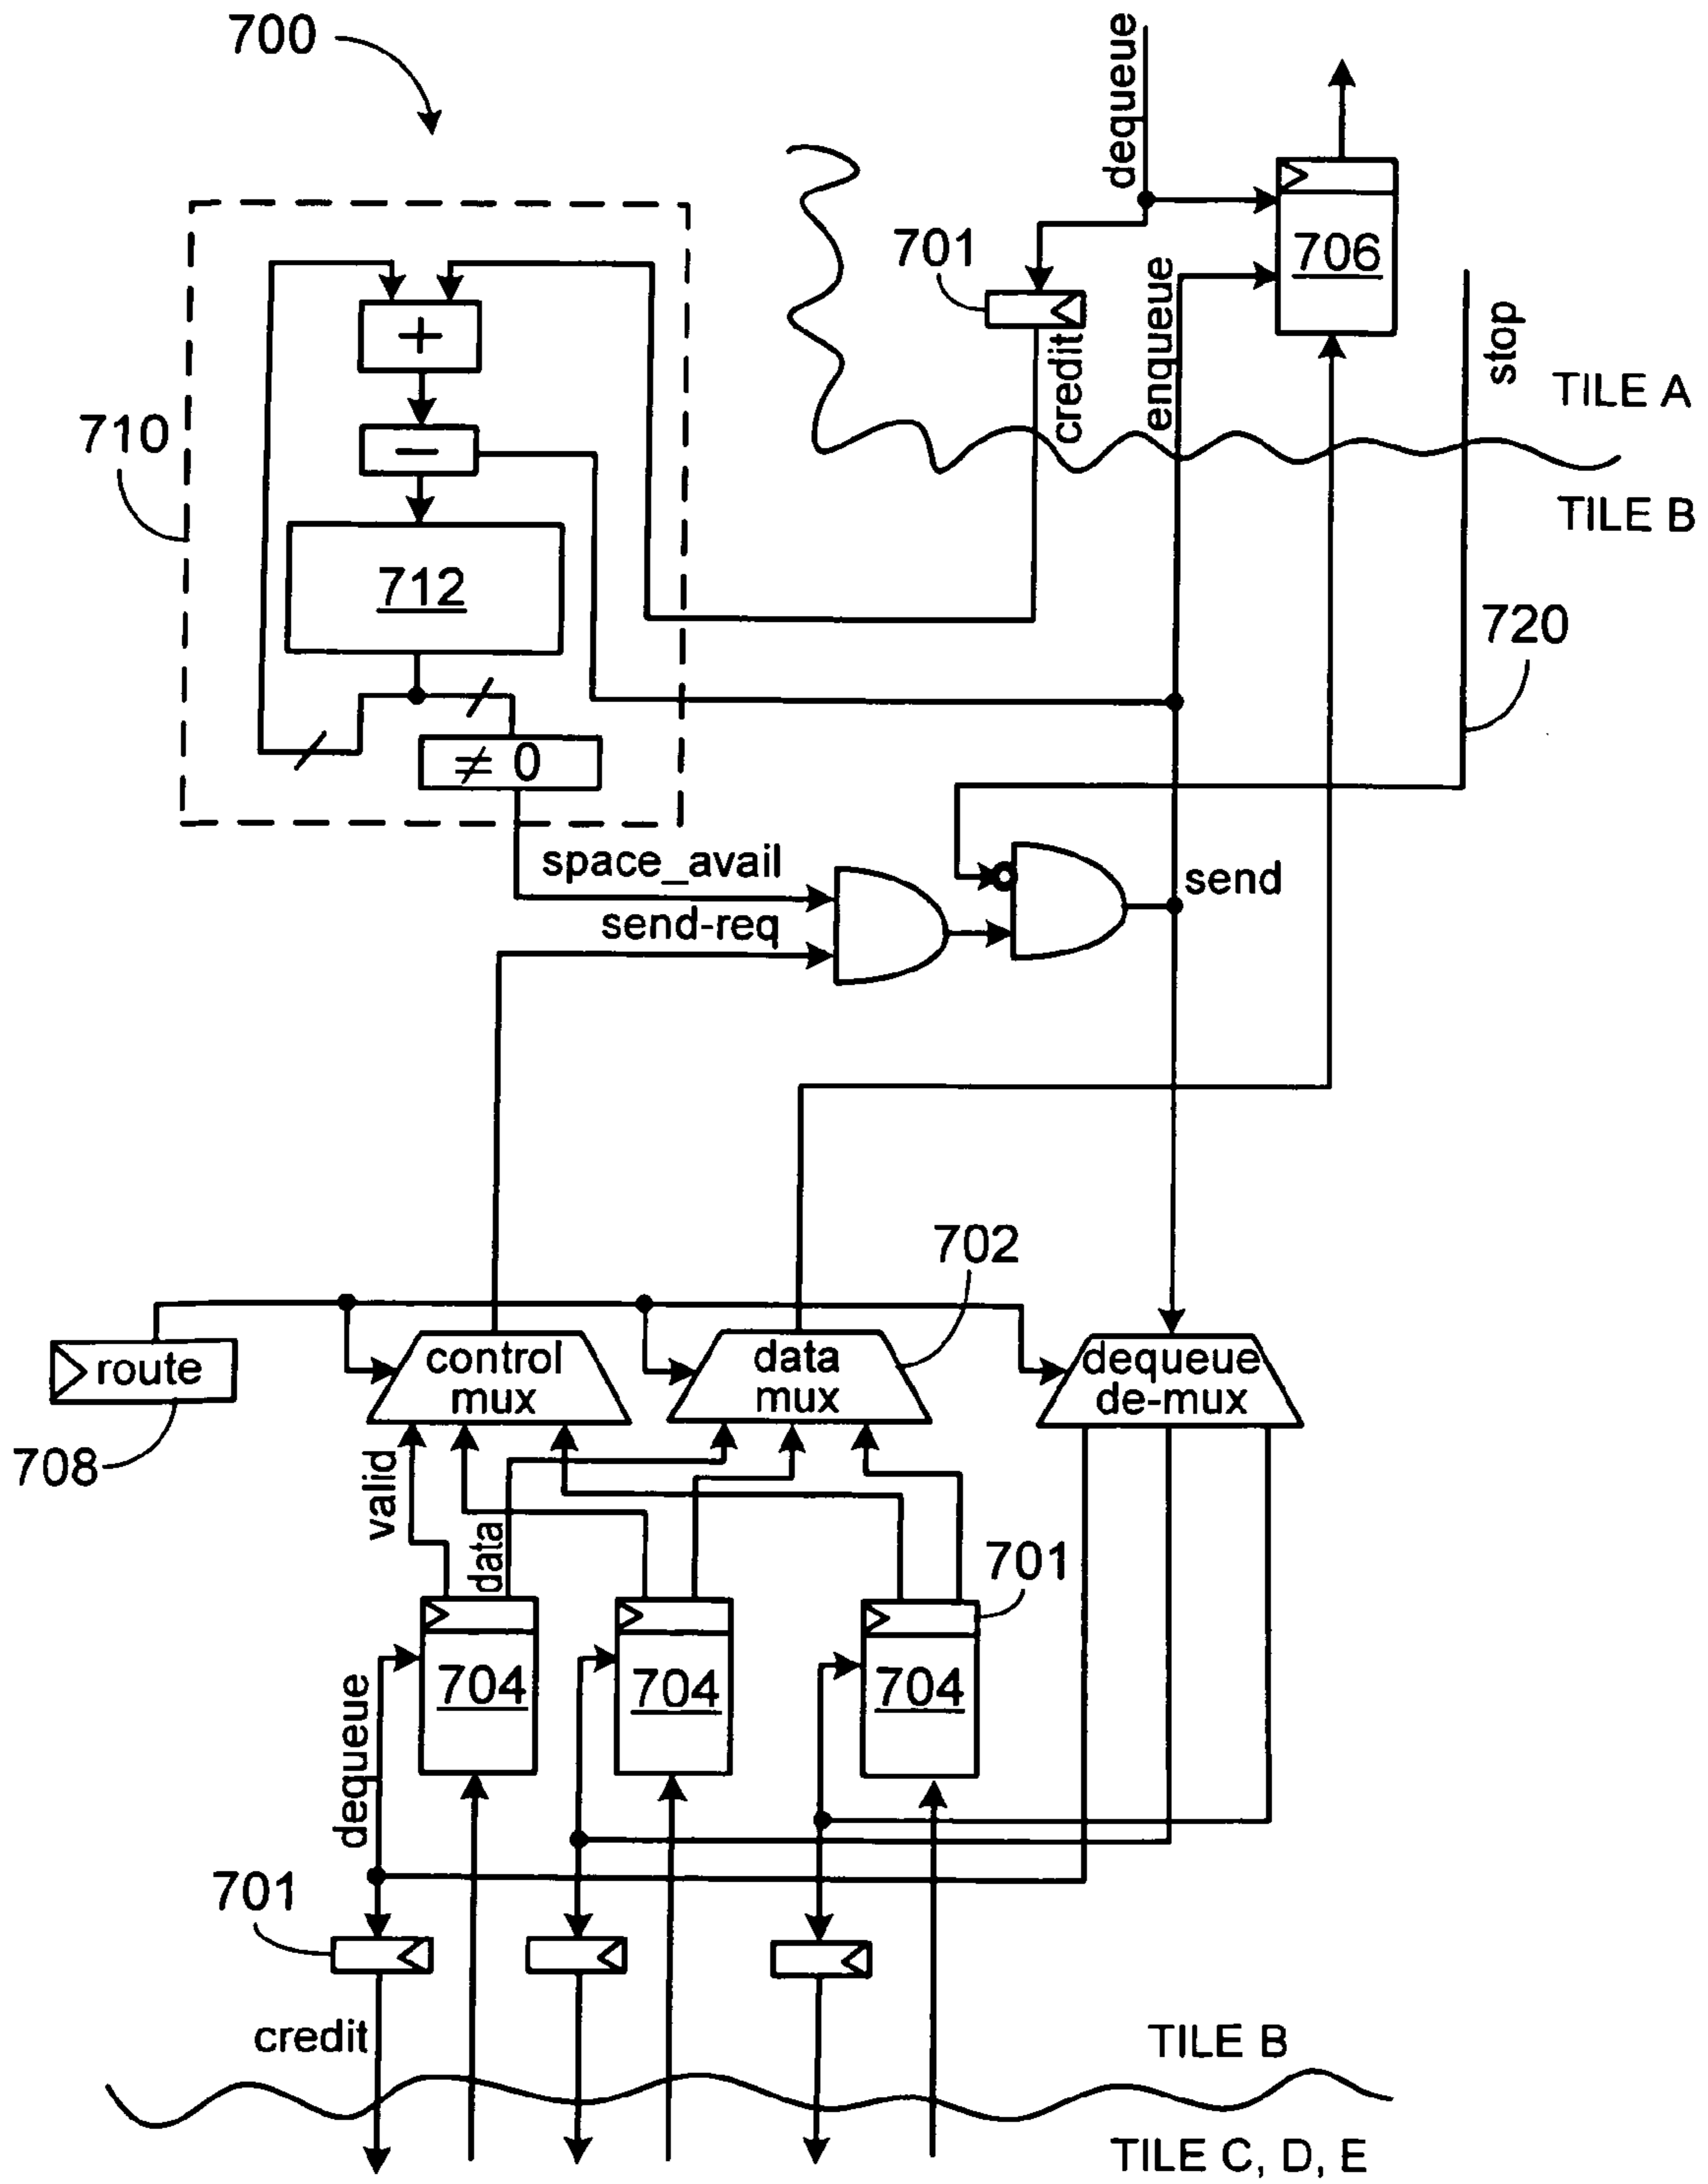 700
dequeue
701
706
credit
enqueue
stop
TILE A
TILE B
710
+
−
712
≠ 0
720
space_avail
send-req
send
702
route
708
control
mux
data
mux
dequeue
de-mux
valid
data
701
704
704
704
dequeue
701
credit
TILE B
TILE C, D, E